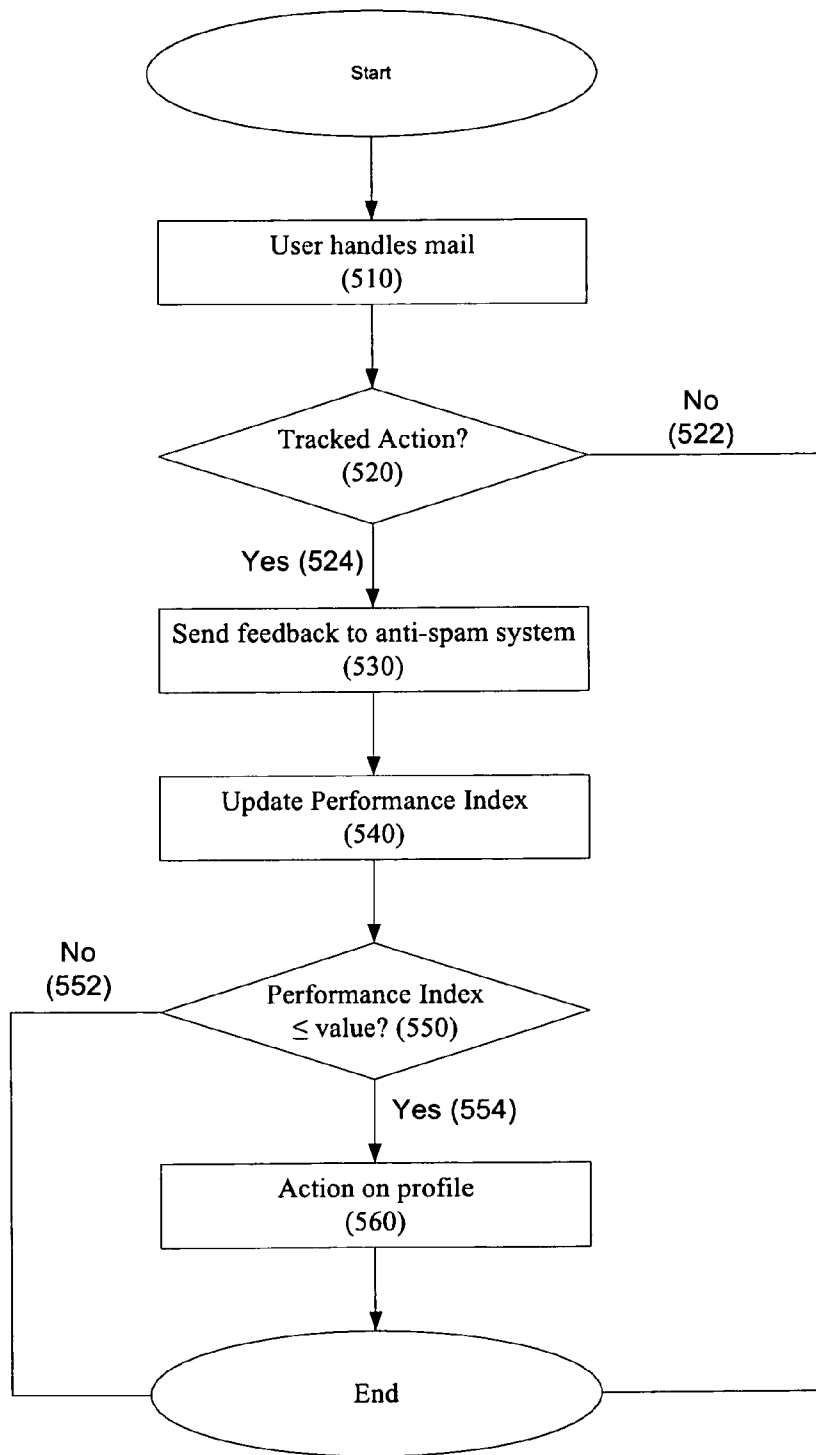 Start
User handles mail
(510)
Tracked Action?
(520)
No
(522)
Yes (524)
Send feedback to anti-spam system
(530)
Update Performance Index
(540)
No
(552)
Performance Index
≤ value? (550)
Yes (554)
Action on profile
(560)
End